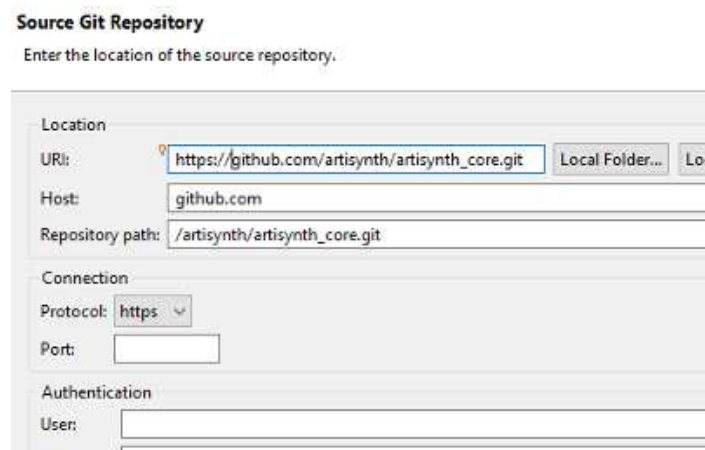 Source Git Repository
Enter the location of the source repository.
Location
URI: https://github.com/artisynth/artisynth_core.git Local Folder...
Host: github.com
Repository path: /artisynth/artisynth_core.git
Connection
Protocol: https
Port:
Authentication
User: